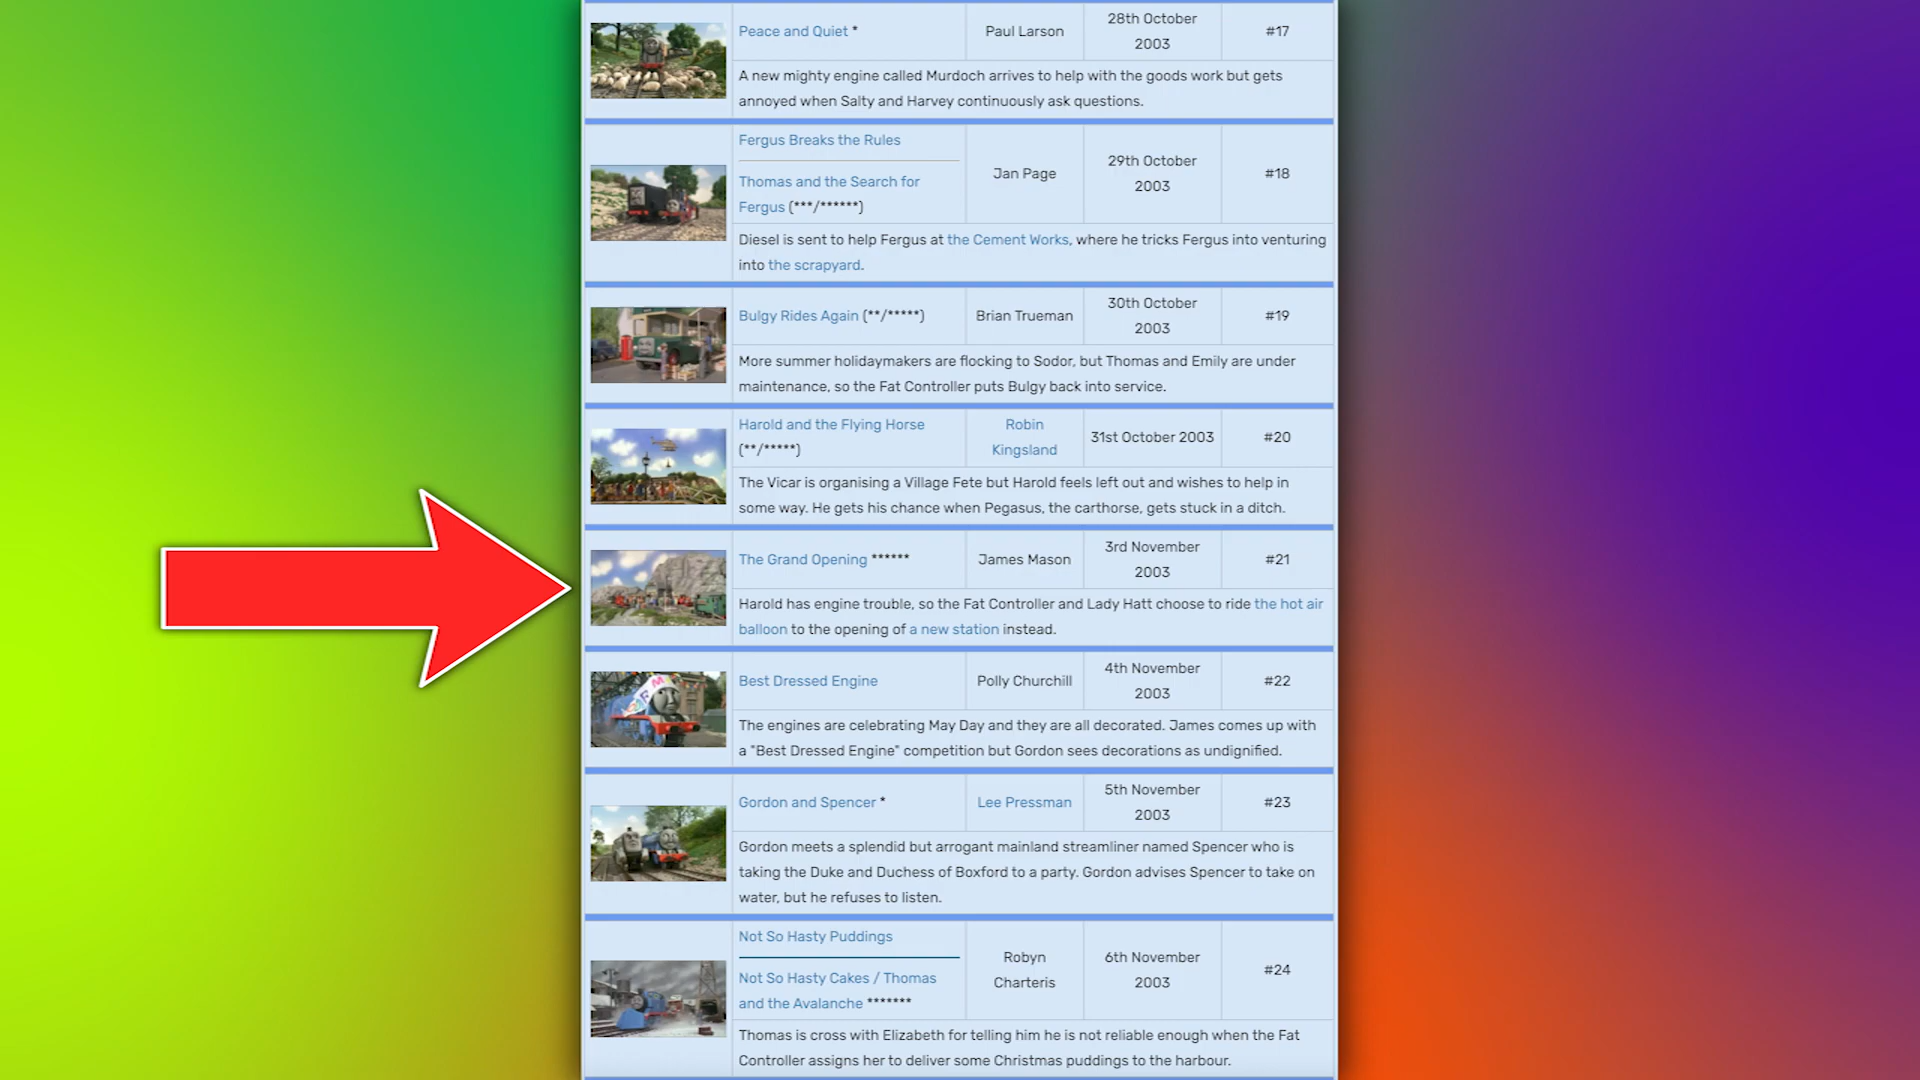 Peace and Quiet *
Paul Larson
28th October
2003
#17
A new mighty engine called Murdoch arrives to help with the goods work but gets
annoyed when Salty and Harvey continuously ask questions.
Fergus Breaks the Rules
Thomas and the Search for
Fergus (***/******)
Jan Page
29th October
2003
#18
Diesel is sent to help Fergus at the Cement Works, where he tricks Fergus into venturing
into the scrapyard.
Bulgy Rides Again (**/*****)
Brian Trueman
30th October
2003
#19
More summer holidaymakers are flocking to Sodor, but Thomas and Emily are under
maintenance, so the Fat Controller puts Bulgy back into service.
Harold and the Flying Horse
(**/*****)
Robin
Kingsland
31st October 2003
#20
The Vicar is organising a Village Fete but Harold feels left out and wishes to help in
some way. He gets his chance when Pegasus, the carthorse, gets stuck in a ditch.
The Grand Opening ******
James Mason
3rd November
2003
#21
Harold has engine trouble, so the Fat Controller and Lady Hatt choose to ride the hot air
balloon to the opening of a new station instead.
Best Dressed Engine
Polly Churchill
4th November
2003
#22
The engines are celebrating May Day and they are all decorated. James comes up with
a "Best Dressed Engine" competition but Gordon sees decorations as undignified.
Gordon and Spencer *
Lee Pressman
5th November
2003
#23
Gordon meets a splendid but arrogant mainland streamliner named Spencer who is
taking the Duke and Duchess of Boxford to a party. Gordon advises Spencer to take on
water, but he refuses to listen.
Not So Hasty Puddings
Not So Hasty Cakes / Thomas
and the Avalanche *******
Robyn
Charteris
6th November
2003
#24
Thomas is cross with Elizabeth for telling him he is not reliable enough when the Fat
Controller assigns her to deliver some Christmas puddings to the harbour.